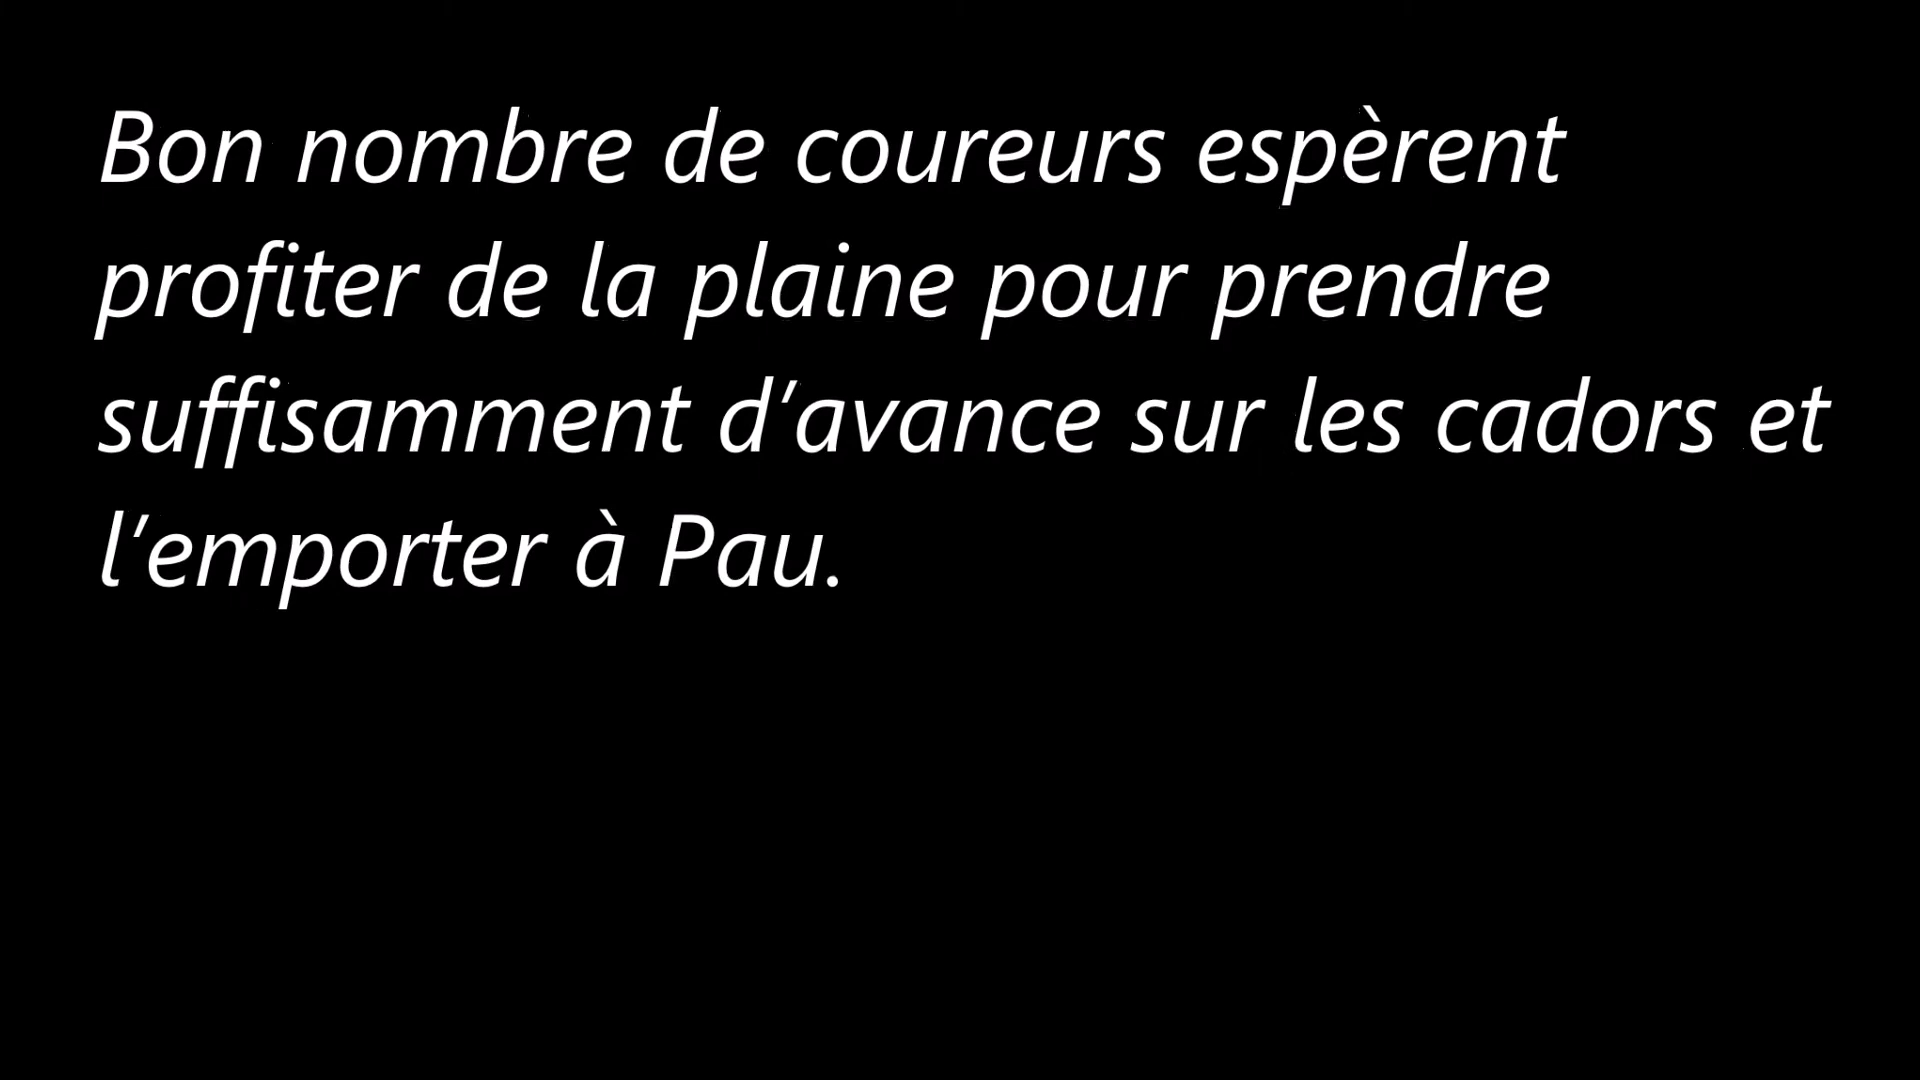 Bon nombre de coureurs espèrent
profiter de la plaine pour prendre
suffisamment d’avance sur les cadors et
l’emporter à Pau.